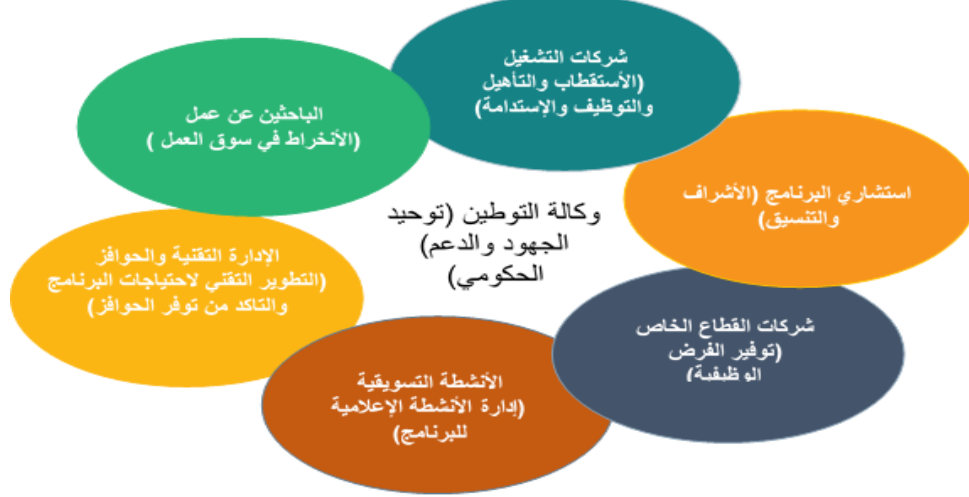 شركات التشغيل
(الأستقطاب والتأهيل
والتوظيف والإستدامة)
استشاري البرنامج (الأشراف
والتنسيق)
شركات القطاع الخاص
(توفير الفرض
الوظيفية)
الأنشطة التسويقية
(إدارة الأنشطة الإعلامية
للبرنامج)
الإدارة التقنية والحوافز
(التطوير التقني لاحتياجات البرنامج
والتاكد من توفر الحوافز)
الباحثين عن عمل
(الأنخراط في سوق العمل )
وكالة التوطين (توحيد
الجهود والدعم)
الحكومي)